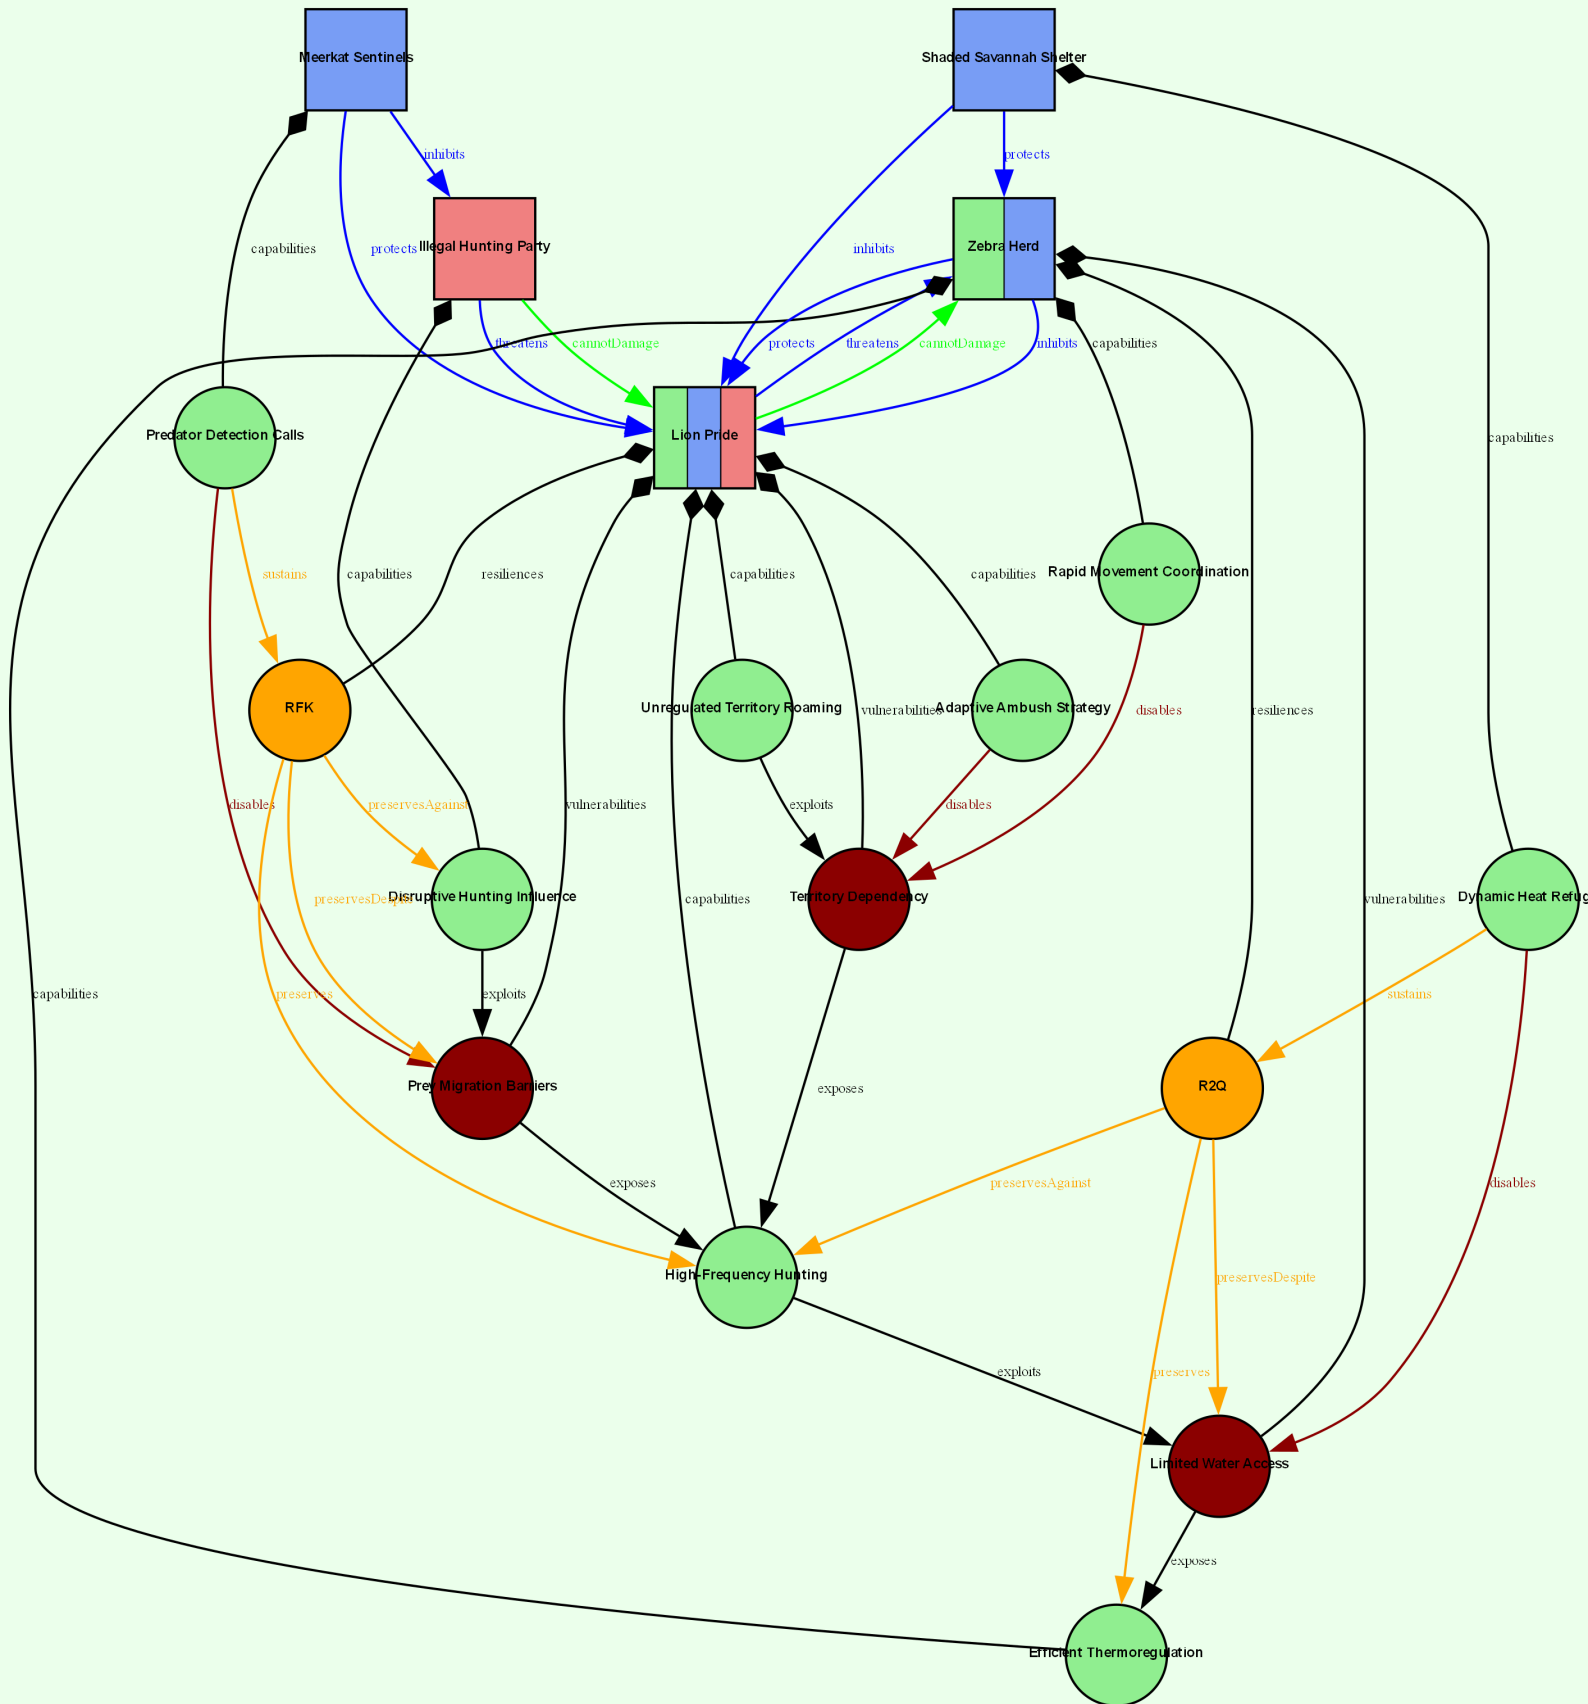 Meerkat Sentinels
Shaded Savannah Shelter
inhibits
protects
capabilities
protects
Illegal Hunting Party
inhibits
Zebra Herd
threatens
cannotDamage
protects
threatens
cannotDamage
inhibits
capabilities
Predator Detection Calls
Lion Pride
capabilities
sustains
capabilities
resiliences
capabilities
capabilities
Rapid Movement Coordination
RFK
Unregulated Territory Roaming
vulnerabilities
Adaptive Ambush Strategy
disables
resiliences
disables
preservesAgainst
vulnerabilities
exploits
disables
preservesDespite
Disruptive Hunting Influence
capabilities
Territory Dependency
vulnerabilities
Dynamic Heat Refug
capabilities
preserves
exploits
sustains
Prey Migration Barriers
exposes
R2Q
exposes
preservesAgainst
disables
High-Frequency Hunting
preservesDespite
exploits
preserves
Limited Water Access
exposes
Efficient Thermoregulation